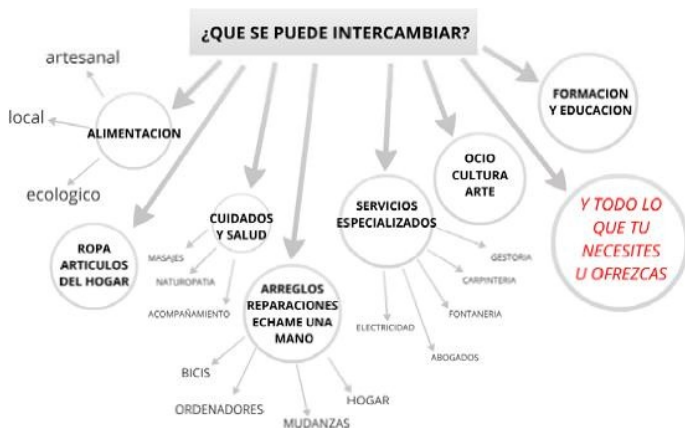 ¿QUE SE PUEDE INTERCAMBIAR?
artesanal
local
ALIMENTACION
ecologico
ROPA
ARTICULOS
DEL HOGAR
CUIDADOS
Y SALUD
MASAJES
NATUROPATIA
ACOMPAÑAMIENTO
ARREGLOS
REPARACIONES
ECHAME UNA
MANO
BICIS
ORDENADORES
MUDANZAS
HOGAR
SERVICIOS
ESPECIALIZADOS
ELECTRICIDAD
ABOGADOS
FONTANERIA
CARPINTERIA
GESTORIA
OCIO
CULTURA
ARTE
FORMACION
Y EDUCACION
Y TODO LO
QUE TU
NECESITES
U OFREZCAS